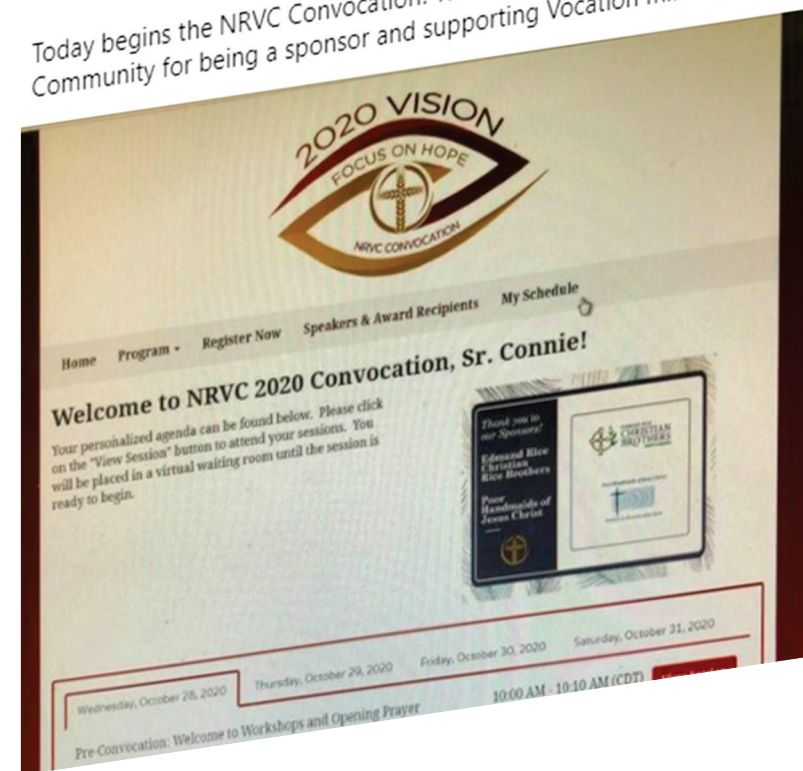 Today begins the NRVC Convocation.
Community for being a sponsor and supporting Vocation
2020 VISION
FOCUS ON HOPE
NRVC CONVOCATION
Home Program Register Now Speakers & Award Recipients My Schedule
Welcome to NRVC 2020 Convocation, Sr. Connie!
Your personalized agenda can be found below. Please click
on the "View Session" button to attend your sessions. You
will be placed in a virtual waiting room until the session is
ready to begin.
Thank you to
our Sponsors!
Edmund Rice
Christian
Rice Brothers
Poor
Handmaids of
Jesus Christ
CHRISTIAN
BROTHERS
Wednesday, October 28, 2020
Thursday, October 29, 2020
Friday, October 30, 2020
Saturday, October 31, 2020
Pre-Convocation: Welcome to Workshops and Opening Prayer
10:00 AM - 10:10 AM (CDT)